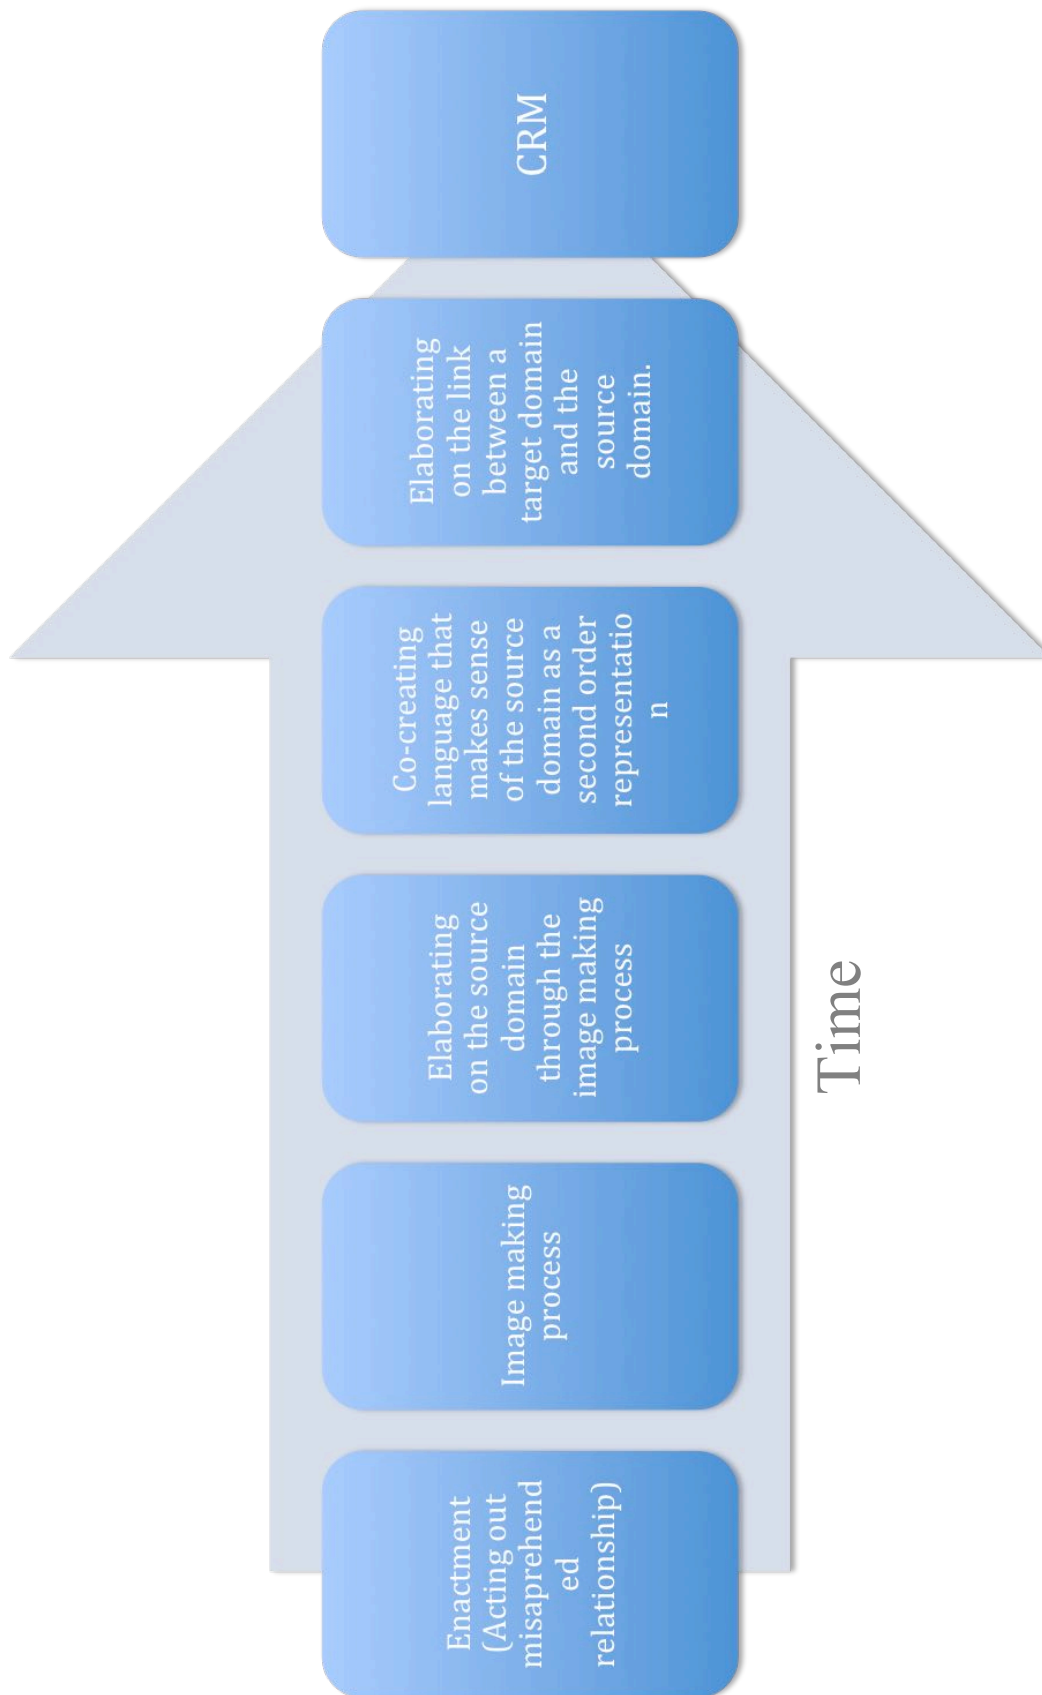 Enactment
(Acting out
misaprehend
ed
relationship)
Image making
process
Elaborating
on the source
domain
through the
image making
process
Co-creating
language that
makes sense
of the source
domain as a
second order
representatio
n
Elaborating
on the link
between a
target domain
and the
source
domain.
CRM
Time